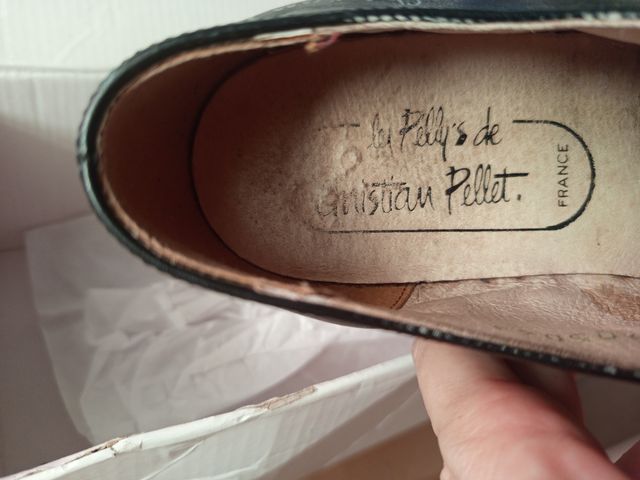 les Pelly's de
Christian Pellet.
FRANCE